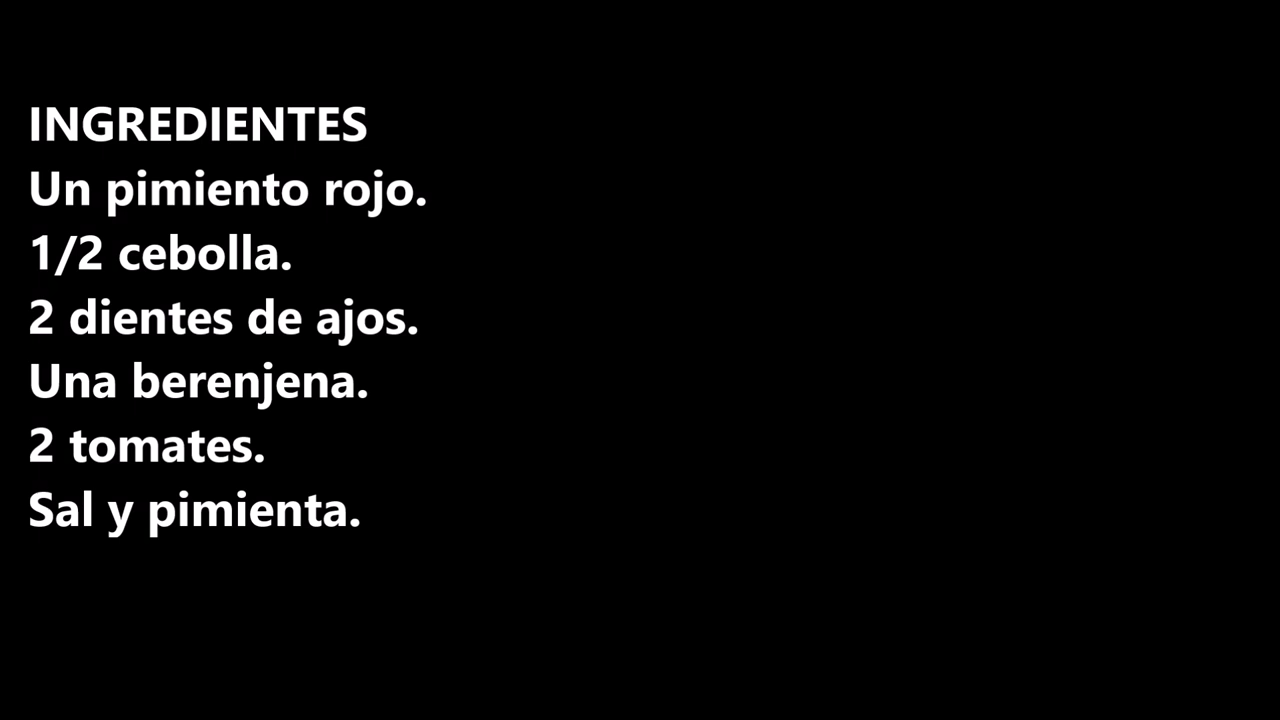 INGREDIENTES
Un pimiento rojo.
1/2 cebolla.
2 dientes de ajos.
Una berenjena.
2 tomates.
Sal y pimienta.